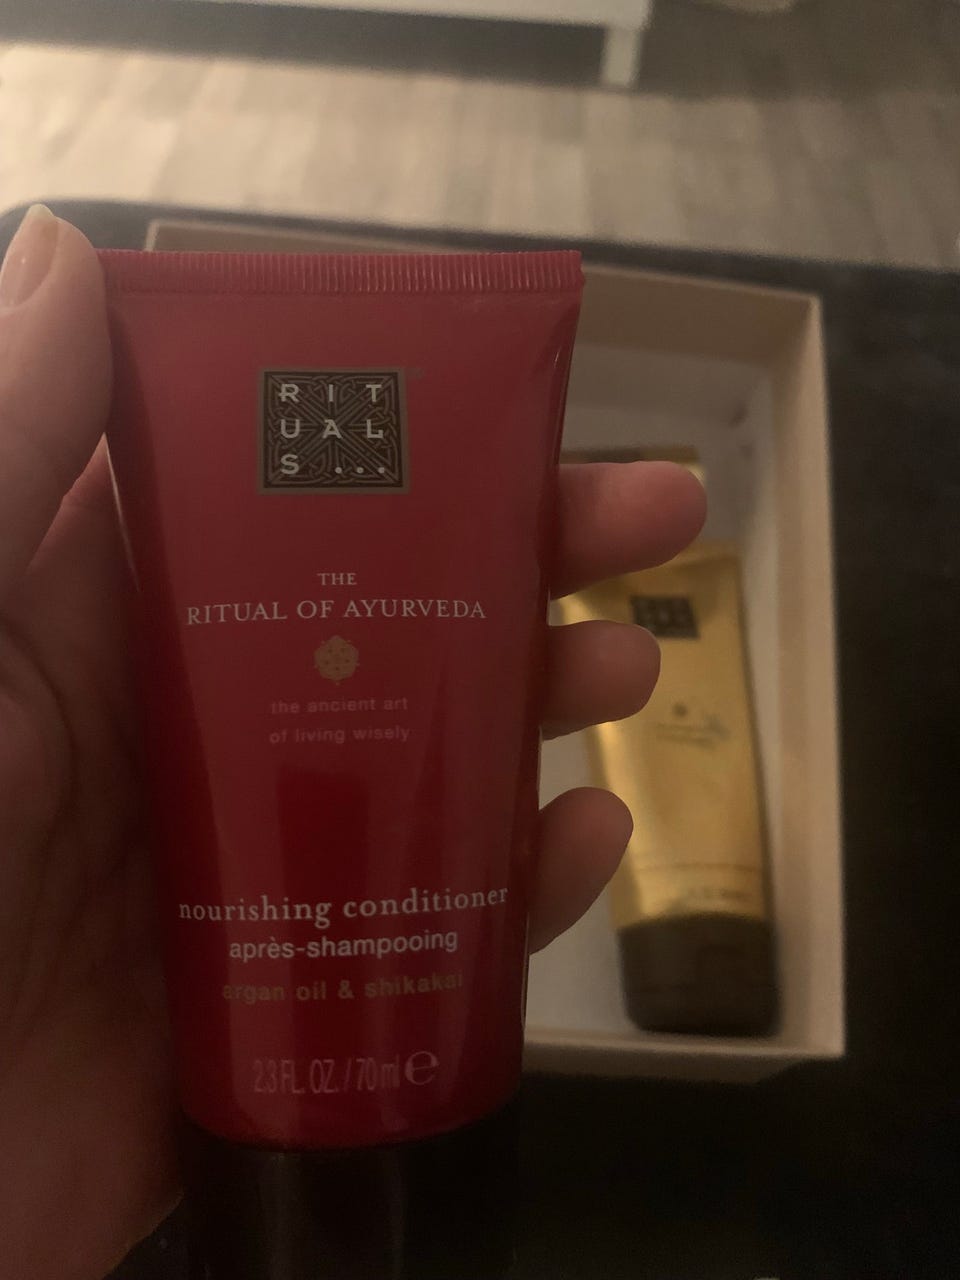 RIT
UAL
S...
THE
RITUAL OF AYURVEDA
the ancient art
of living wisely
nourishing conditioner
après-shampooing
argan oil & shikakai
2.3 FL. OZ. / 70 ml ℮